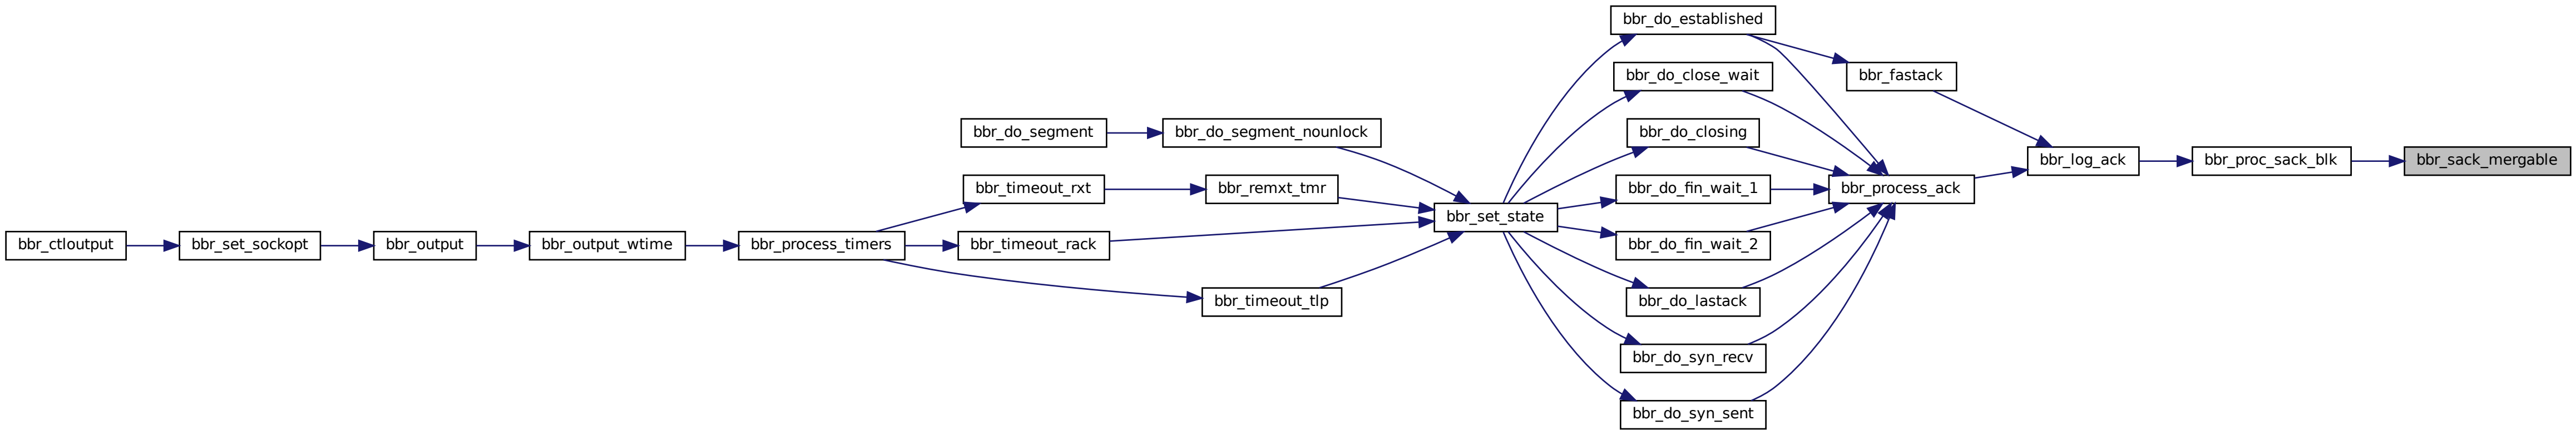 bbr_do_established
bbr_do_close_wait
bbr_fastack
bbr_do_segment
bbr_do_segment_nounlock
bbr_do_closing
bbr_log_ack
bbr_proc_sack_blk
bbr_sack_mergable
bbr_timeout_rxt
bbr_remxt_tmr
bbr_do_fin_wait_1
bbr_process_ack
bbr_set_state
bbr_ctloutput
bbr_set_sockopt
bbr_output
bbr_output_wtime
bbr_process_timers
bbr_timeout_rack
bbr_do_fin_wait_2
bbr_timeout_tlp
bbr_do_lastack
bbr_do_syn_recv
bbr_do_syn_sent